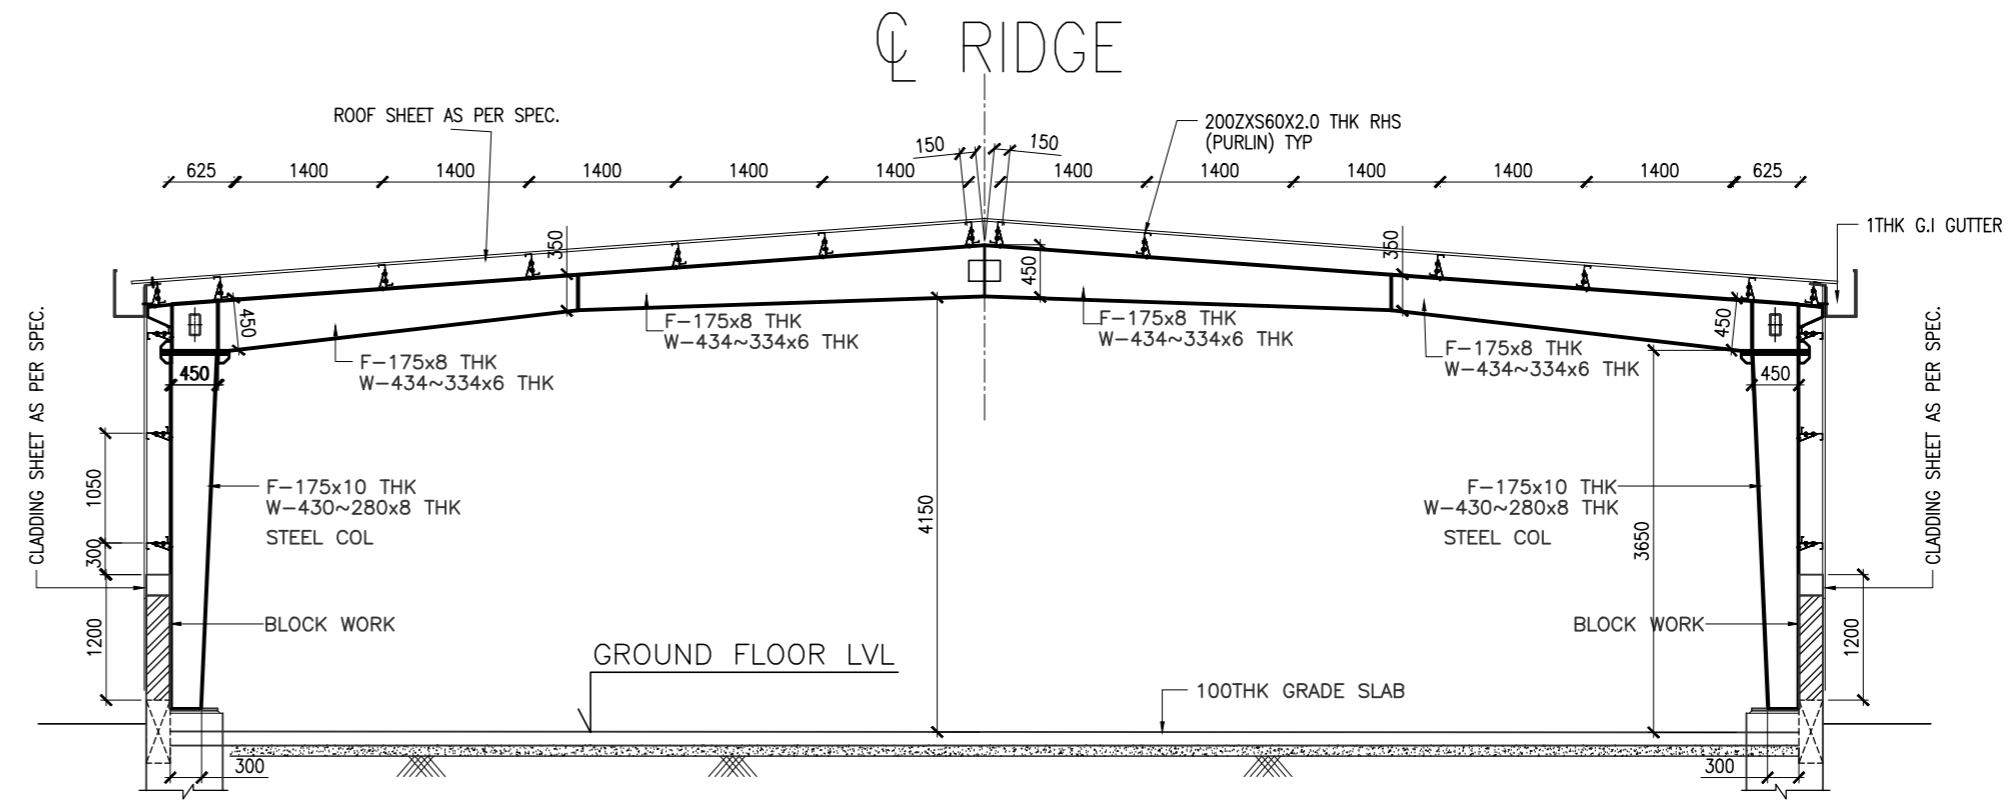 ℄ RIDGE
ROOF SHEET AS PER SPEC.
200ZXS60X2.0 THK RHS
(PURLIN) TYP
150
150
625
1400
1400
1400
1400
1400
1400
1400
1400
1400
1400
625
1THK G.I GUTTER
350
350
450
450
450
F-175x8 THK
W-434~334x6 THK
F-175x8 THK
W-434~334x6 THK
F-175x8 THK
W-434~334x6 THK
F-175x8 THK
W-434~334x6 THK
450
450
CLADDING SHEET AS PER SPEC.
CLADDING SHEET AS PER SPEC.
1050
300
1200
F-175x10 THK
W-430~280x8 THK
STEEL COL
4150
F-175x10 THK
W-430~280x8 THK
STEEL COL
3650
BLOCK WORK
BLOCK WORK
1200
GROUND FLOOR LVL
100THK GRADE SLAB
300
300